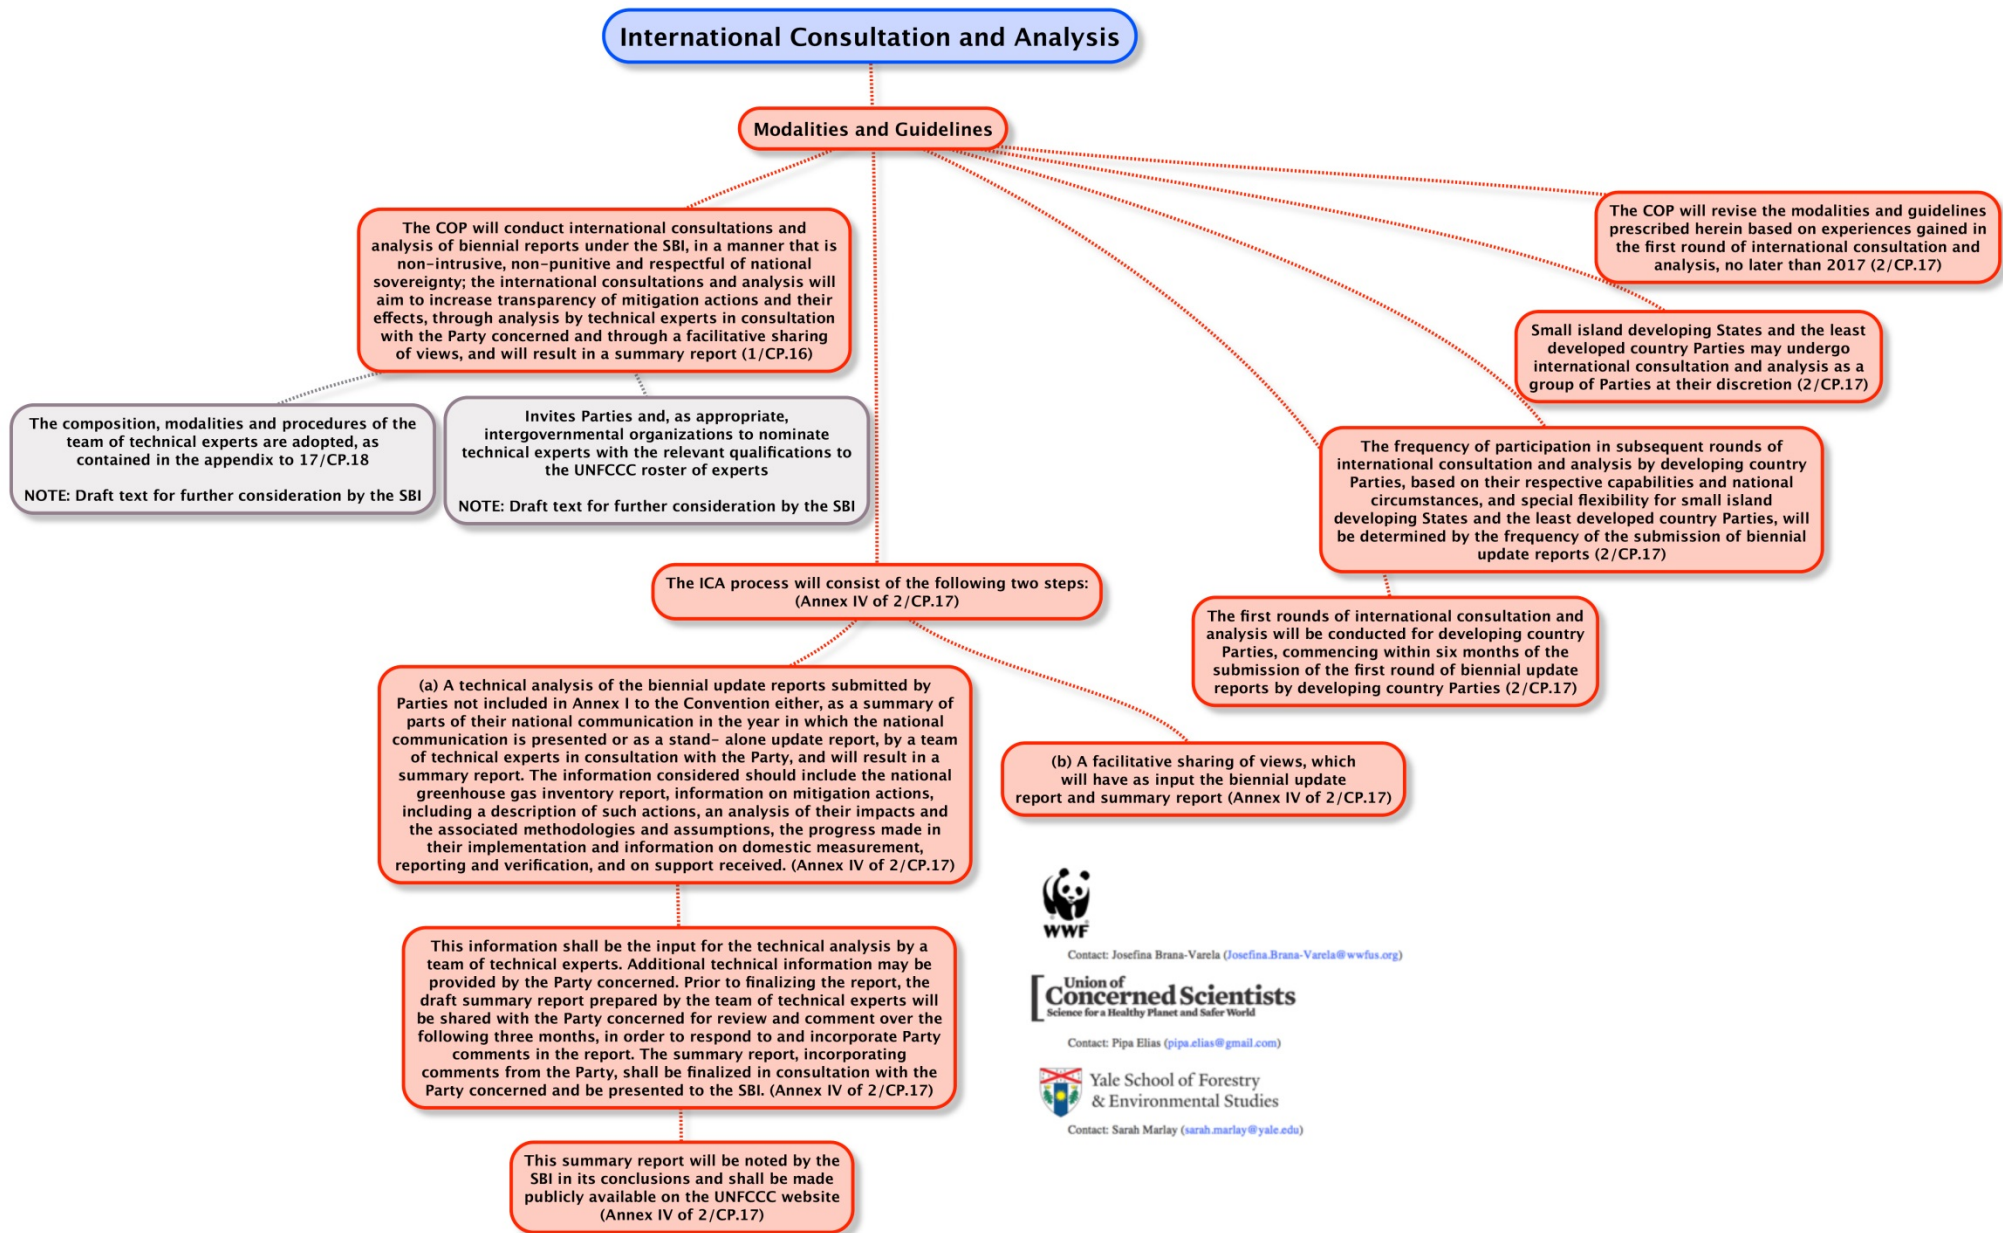 International Consultation and Analysis
Modalities and Guidelines
The COP will conduct international consultations and
analysis of biennial reports under the SBI, in a manner that is
non-intrusive, non-punitive and respectful of national
sovereignty; the international consultations and analysis will
aim to increase transparency of mitigation actions and their
effects, through analysis by technical experts in consultation
with the Party concerned and through a facilitative sharing
of views, and will result in a summary report (1/CP.16)
The COP will revise the modalities and guidelines
prescribed herein based on experiences gained in
the first round of international consultation and
analysis, no later than 2017 (2/CP.17)
Small island developing States and the least
developed country Parties may undergo
international consultation and analysis as a
group of Parties at their discretion (2/CP.17)
The composition, modalities and procedures of the
team of technical experts are adopted, as
contained in the appendix to 17/CP.18
NOTE: Draft text for further consideration by the SBI
Invites Parties and, as appropriate,
intergovernmental organizations to nominate
technical experts with the relevant qualifications to
the UNFCCC roster of experts
NOTE: Draft text for further consideration by the SBI
The frequency of participation in subsequent rounds of
international consultation and analysis by developing country
Parties, based on their respective capabilities and national
circumstances, and special flexibility for small island
developing States and the least developed country Parties, will
be determined by the frequency of the submission of biennial
update reports (2/CP.17)
The ICA process will consist of the following two steps:
(Annex IV of 2/CP.17)
The first rounds of international consultation and
analysis will be conducted for developing country
Parties, commencing within six months of the
submission of the first round of biennial update
reports by developing country Parties (2/CP.17)
(a) A technical analysis of the biennial update reports submitted by
Parties not included in Annex I to the Convention either, as a summary of
parts of their national communication in the year in which the national
communication is presented or as a stand- alone update report, by a team
of technical experts in consultation with the Party, and will result in a
summary report. The information considered should include the national
greenhouse gas inventory report, information on mitigation actions,
including a description of such actions, an analysis of their impacts and
the associated methodologies and assumptions, the progress made in
their implementation and information on domestic measurement,
reporting and verification, and on support received. (Annex IV of 2/CP.17)
(b) A facilitative sharing of views, which
will have as input the biennial update
report and summary report (Annex IV of 2/CP.17)
This information shall be the input for the technical analysis by a
team of technical experts. Additional technical information may be
provided by the Party concerned. Prior to finalizing the report, the
draft summary report prepared by the team of technical experts will
be shared with the Party concerned for review and comment over the
following three months, in order to respond to and incorporate Party
comments in the report. The summary report, incorporating
comments from the Party, shall be finalized in consultation with the
Party concerned and be presented to the SBI. (Annex IV of 2/CP.17)
This summary report will be noted by the
SBI in its conclusions and shall be made
publicly available on the UNFCCC website
(Annex IV of 2/CP.17)
WWF
Contact: Josefina Brana-Varela (Josefina.Brana-Varela@wwfus.org)
Union of
Concerned Scientists
Science for a Healthy Planet and Safer World
Contact: Pipa Elias (pipa.elias@gmail.com)
Yale School of Forestry
& Environmental Studies
Contact: Sarah Marlay (sarah.marlay@yale.edu)